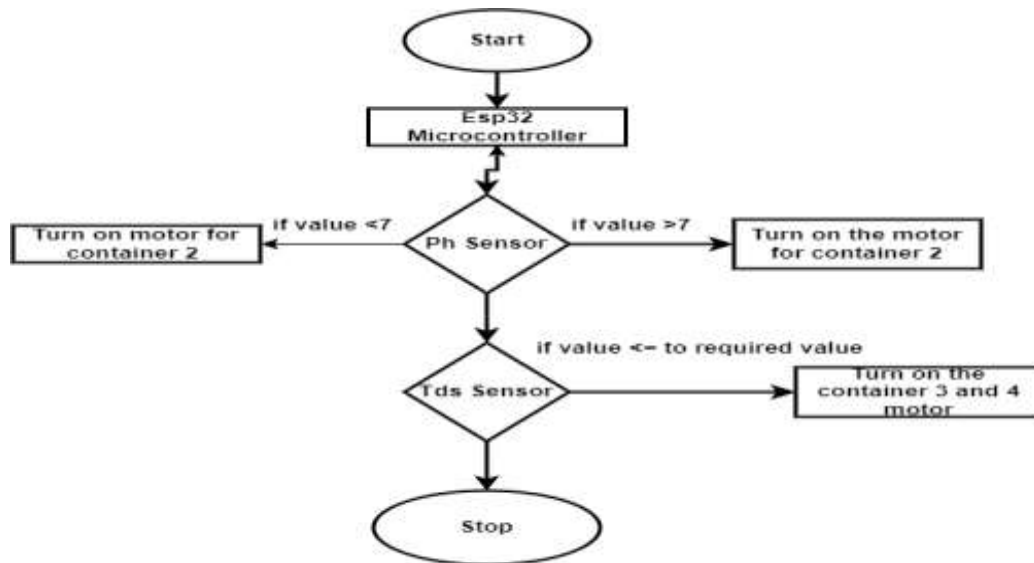 Start
Esp32
Microcontroller
if value <7
if value >7
Turn on motor for
container 2
Ph Sensor
Turn on the motor
for container 2
if value <= to required value
Tds Sensor
Turn on the
container 3 and 4
motor
Stop